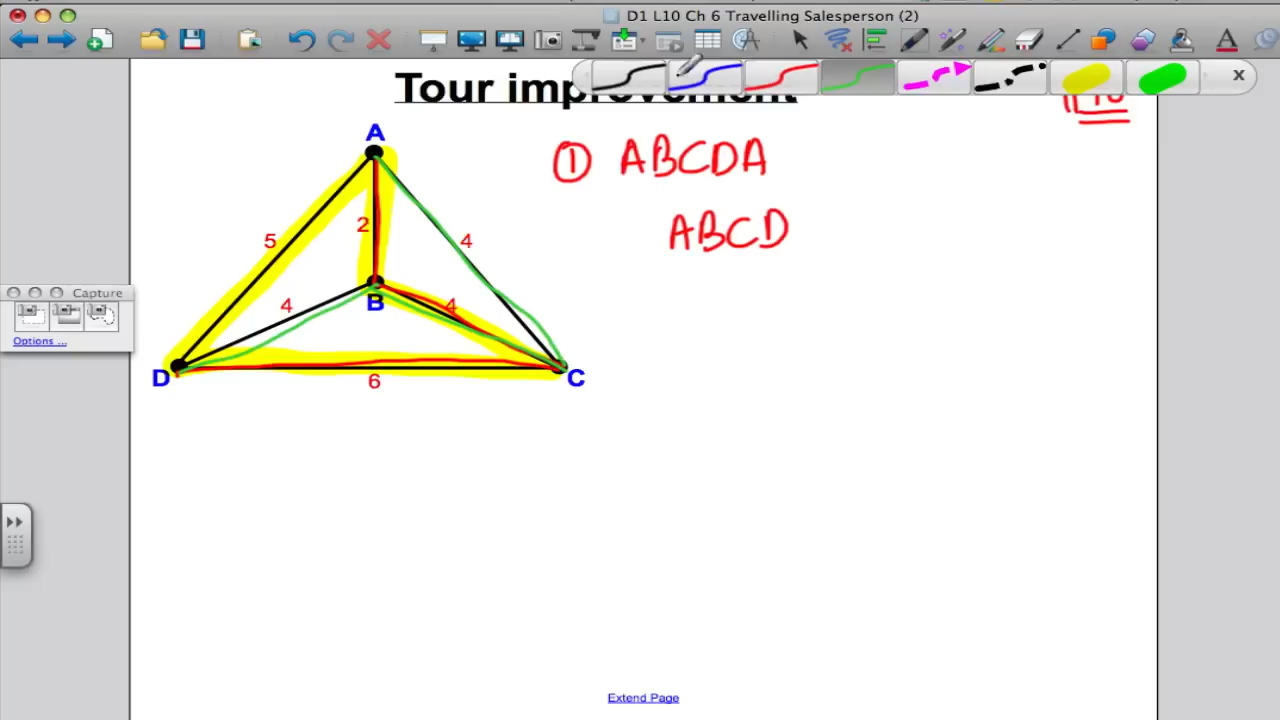 D1 L10 Ch 6 Travelling Salesperson (2)
Tour improvement
① ABCDA
ABCD
A
5
2
4
Capture
Options ...
4
B
4
D
6
C
Extend Page